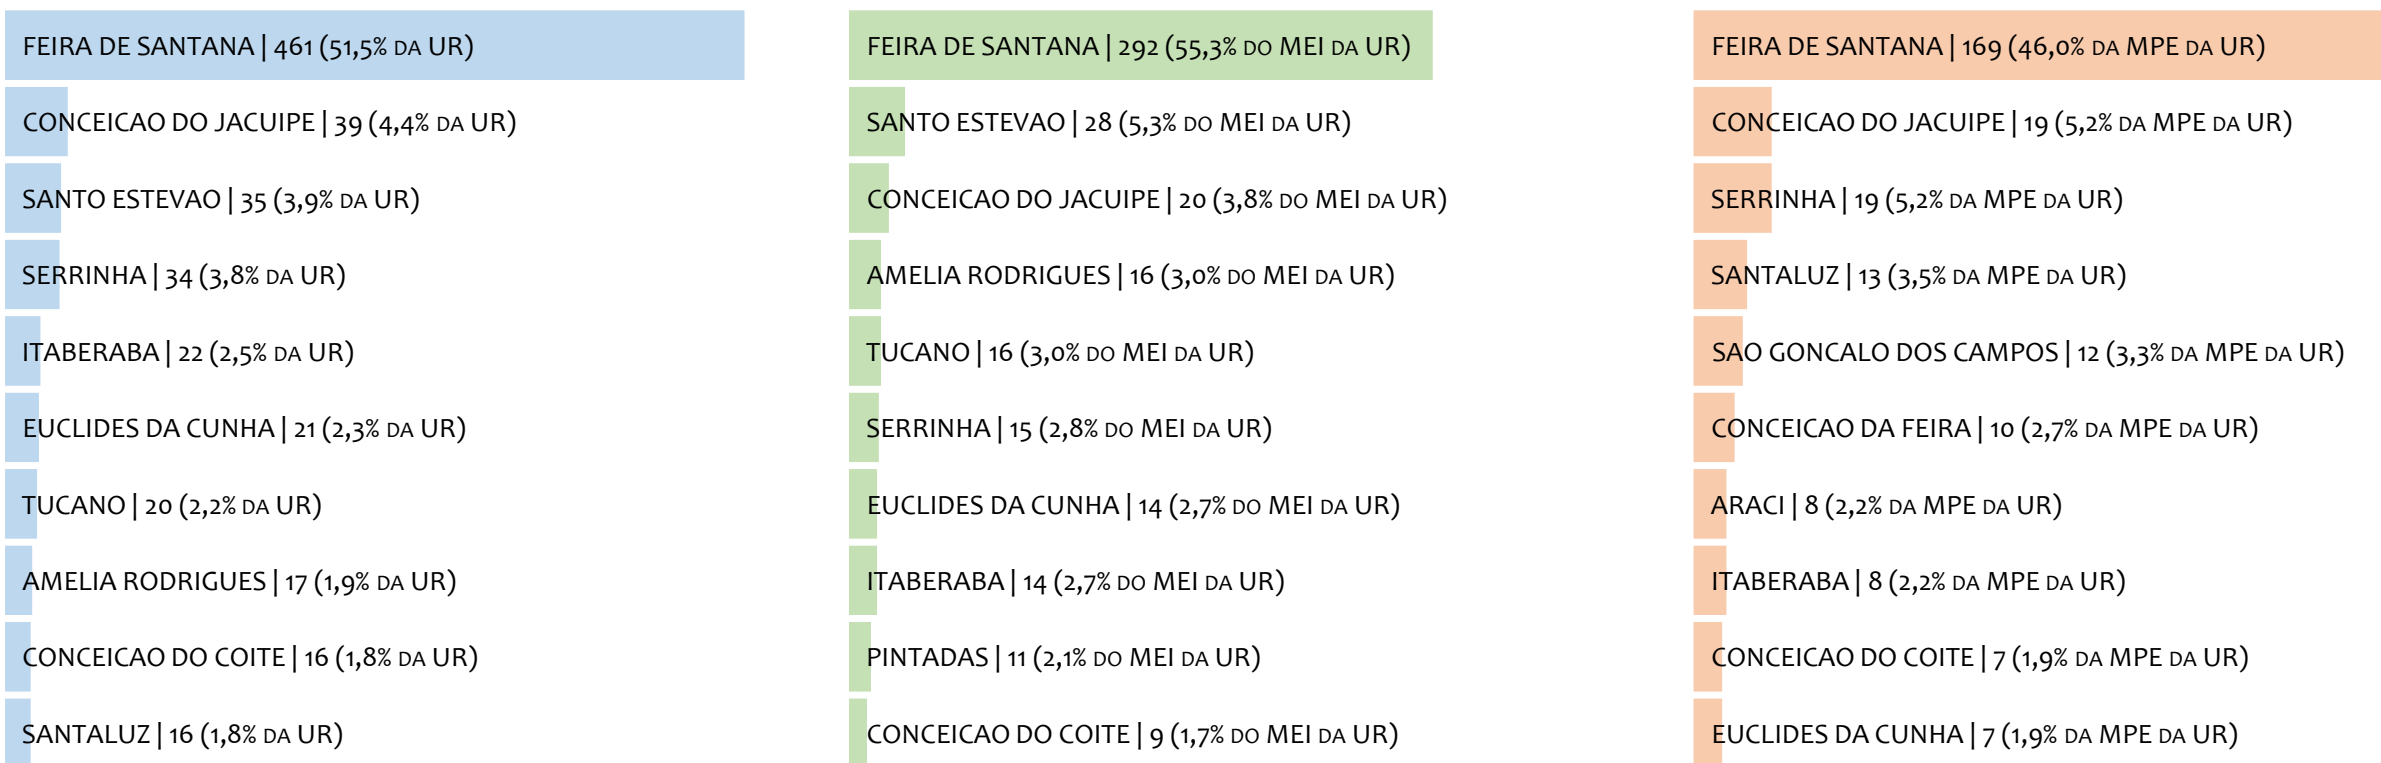 FEIRA DE SANTANA | 461 (51,5% DA UR)
CONCEICAO DO JACUIPE | 39 (4,4% DA UR)
SANTO ESTEVAO | 35 (3,9% DA UR)
SERRINHA | 34 (3,8% DA UR)
ITABERABA | 22 (2,5% DA UR)
EUCLIDES DA CUNHA | 21 (2,3% DA UR)
TUCANO | 20 (2,2% DA UR)
AMELIA RODRIGUES | 17 (1,9% DA UR)
CONCEICAO DO COITE | 16 (1,8% DA UR)
SANTALUZ | 16 (1,8% DA UR)
FEIRA DE SANTANA | 292 (55,3% DO MEI DA UR)
SANTO ESTEVAO | 28 (5,3% DO MEI DA UR)
CONCEICAO DO JACUIPE | 20 (3,8% DO MEI DA UR)
AMELIA RODRIGUES | 16 (3,0% DO MEI DA UR)
TUCANO | 16 (3,0% DO MEI DA UR)
SERRINHA | 15 (2,8% DO MEI DA UR)
EUCLIDES DA CUNHA | 14 (2,7% DO MEI DA UR)
ITABERABA | 14 (2,7% DO MEI DA UR)
PINTADAS | 11 (2,1% DO MEI DA UR)
CONCEICAO DO COITE | 9 (1,7% DO MEI DA UR)
FEIRA DE SANTANA | 169 (46,0% DA MPE DA UR)
CONCEICAO DO JACUIPE | 19 (5,2% DA MPE DA UR)
SERRINHA | 19 (5,2% DA MPE DA UR)
SANTALUZ | 13 (3,5% DA MPE DA UR)
SAO GONCALO DOS CAMPOS | 12 (3,3% DA MPE DA UR)
CONCEICAO DA FEIRA | 10 (2,7% DA MPE DA UR)
ARACI | 8 (2,2% DA MPE DA UR)
ITABERABA | 8 (2,2% DA MPE DA UR)
CONCEICAO DO COITE | 7 (1,9% DA MPE DA UR)
EUCLIDES DA CUNHA | 7 (1,9% DA MPE DA UR)